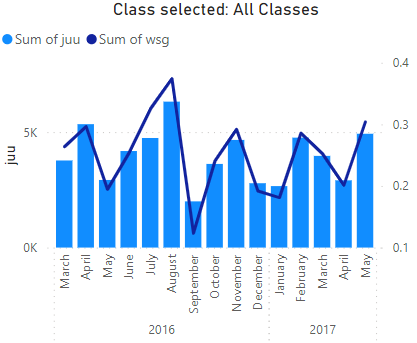 Class selected: All Classes
Sum of juu Sum of wsg
0.4
0.3
0.2
0.1
5K
0K
juu
March April May June July August September October November December January February March April May
2016 2017